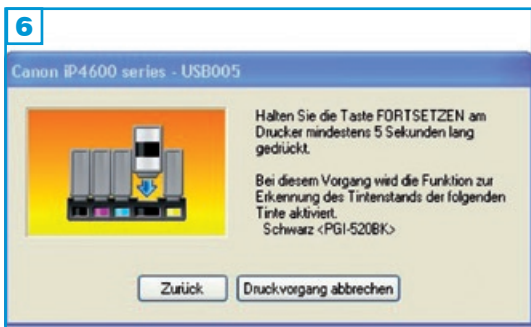 6
Canon iP4600 series - USB005
Halten Sie die Taste FORTSETZEN am
Drucker mindestens 5 Sekunden lang
gedrückt.
Bei diesem Vorgang wird die Funktion zur
Erkennung des Tintenstands der folgenden
Tinte aktiviert.
Schwarz <PGI-520BK>
Zurück
Druckvorgang abbrechen